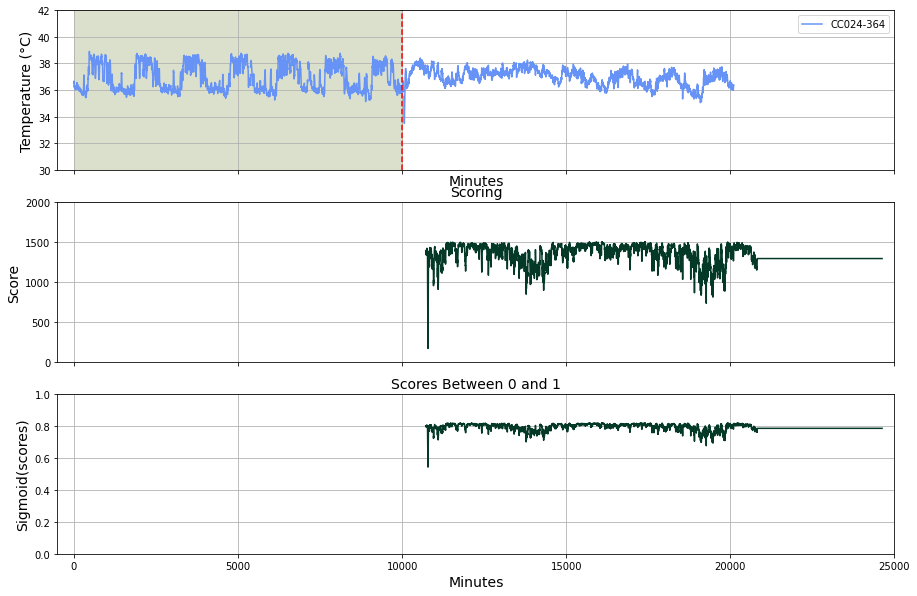 42
40
38
36
34
32
30
Temperature (°C)
CC024-364
Minutes
Scoring
2000
1500
1000
500
0
Score
Scores Between 0 and 1
1.0
0.8
0.6
0.4
0.2
0.0
Sigmoid(scores)
0 5000 10000 15000 20000 25000
Minutes